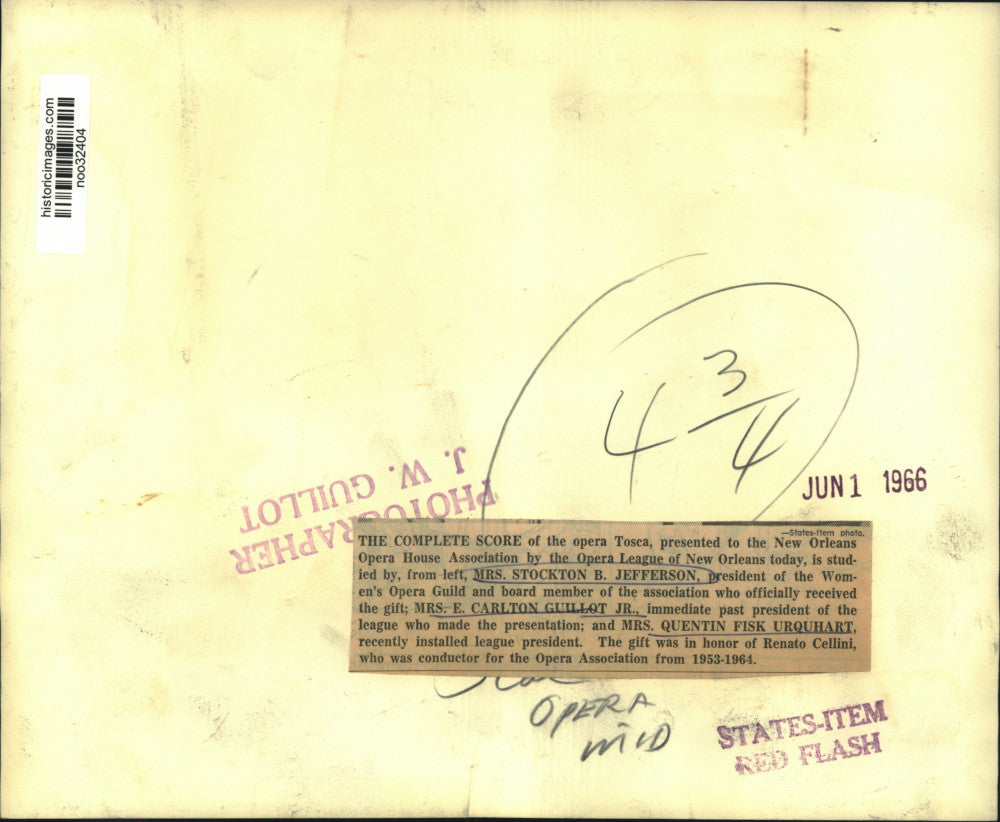 historicimages.com
noo32404
4 3/4
JUN 1 1966
PHOTOGRAPHER
J. W. GUILLOT
—States-Item photo.
THE COMPLETE SCORE of the opera Tosca, presented to the New Orleans
Opera House Association by the Opera League of New Orleans today, is stud-
ied by, from left, MRS. STOCKTON B. JEFFERSON, president of the Wom-
en's Opera Guild and board member of the association who officially received
the gift; MRS. E. CARLTON GUILLOT JR., immediate past president of the
league who made the presentation; and MRS. QUENTIN FISK URQUHART,
recently installed league president. The gift was in honor of Renato Cellini,
who was conductor for the Opera Association from 1953-1964.
OPERA
STATES-ITEM
RED FLASH